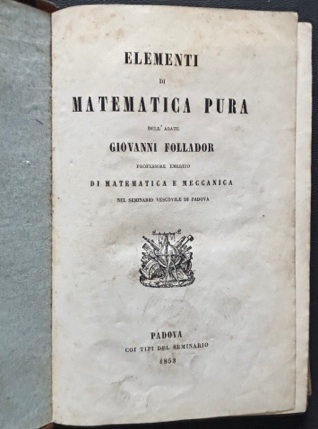 ELEMENTI
DI
MATEMATICA PURA
DELL' ABATE
GIOVANNI FOLLADOR
PROFESSORE EMERITO
DI MATEMATICA E MECCANICA
NEL SEMINARIO VESCOVILE DI PADOVA
PADOVA
COI TIPI DEL SEMINARIO